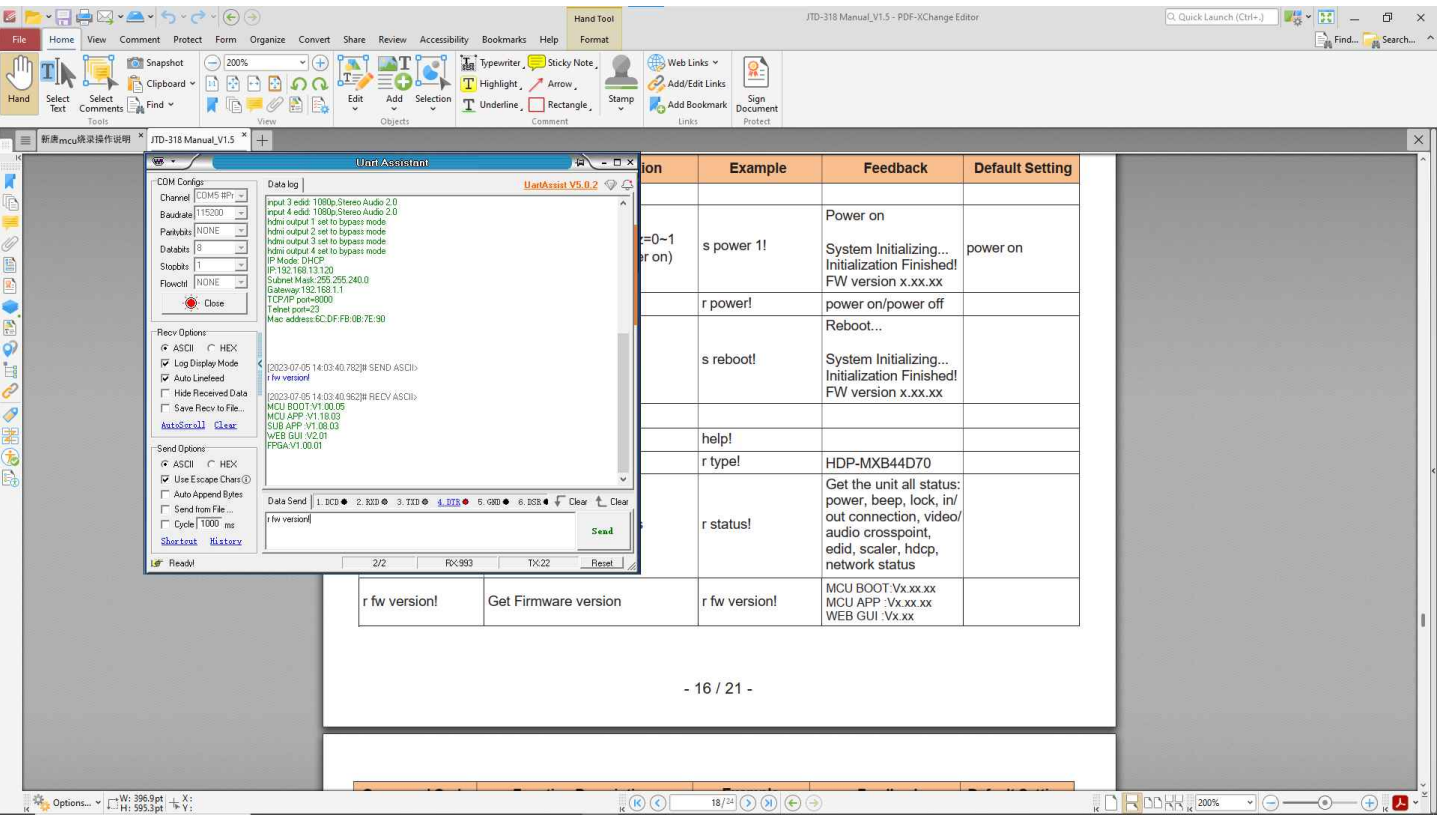 Hand Tool
JTD-318 Manual_V1.5 - PDF-XChange Editor
Quick Launch (Ctrl+.)
File Home View Comment Protect Form Organize Convert Share Review Accessibility Bookmarks Help Format
Find... Search...
Hand
Select Text
Select Comments
Snapshot
Clipboard
Find
Tools
200%
View
Edit
Add
Selection
Objects
Typewriter
Sticky Note
Highlight
Arrow
Underline
Rectangle
Stamp
Comment
Web Links
Add/Edit Links
Add Bookmark
Links
Sign Document
Protect
新唐mcu烧录操作说明
JTD-318 Manual_V1.5
Uart Assistant
COM Configs
Channel COM5 #Pr
Baudrate 115200
Paritybits NONE
Databits 8
Stopbits 1
Flowctrl NONE
Close
Recv Options
ASCII HEX
Log Display Mode
Auto Linefeed
Hide Received Data
Save Recv to File...
AutoScroll Clear
Send Options
ASCII HEX
Use Escape Chars
Auto Append Bytes
Send from File ...
Cycle 1000 ms
Shortcut History
Data log
UartAssist V5.0.2
input 3 edid: 1080p,Stereo Audio 2.0
input 4 edid: 1080p,Stereo Audio 2.0
hdmi output 1 set to bypass mode
hdmi output 2 set to bypass mode
hdmi output 3 set to bypass mode
hdmi output 4 set to bypass mode
IP Mode: DHCP
IP:192.168.13.120
Subnet Mask:255.255.240.0
Gateway:192.168.1.1
TCP/IP port=8000
Telnet port=23
Mac address:6C:DF:FB:0B:7E:90
[2023-07-05 14:03:40.782]# SEND ASCII>
r fw version!
[2023-07-05 14:03:40.962]# RECV ASCII>
MCU BOOT:V1.00.05
MCU APP :V1.18.03
SUB APP :V1.08.03
WEB GUI :V2.01
FPGA:V1.00.01
Data Send 1. DCD 2. RXD 3. TXD 4. DTR 5. GND 6. DSR Clear Clear
r fw version!
Send
Ready! 2/2 RX:993 TX:22 Reset
ion Example Feedback Default Setting
z=0~1
er on)
s power 1!
Power on
System Initializing...
Initialization Finished!
FW version x.xx.xx
power on
r power! power on/power off
s reboot!
Reboot...
System Initializing...
Initialization Finished!
FW version x.xx.xx
help!
r type! HDP-MXB44D70
s
r status!
Get the unit all status:
power, beep, lock, in/
out connection, video/
audio crosspoint,
edid, scaler, hdcp,
network status
r fw version! Get Firmware version r fw version!
MCU BOOT:Vx.xx.xx
MCU APP :Vx.xx.xx
WEB GUI :Vx.xx
- 16 / 21 -
Options...
W: 396.9pt
H: 595.3pt
X:
Y:
18/24
200%